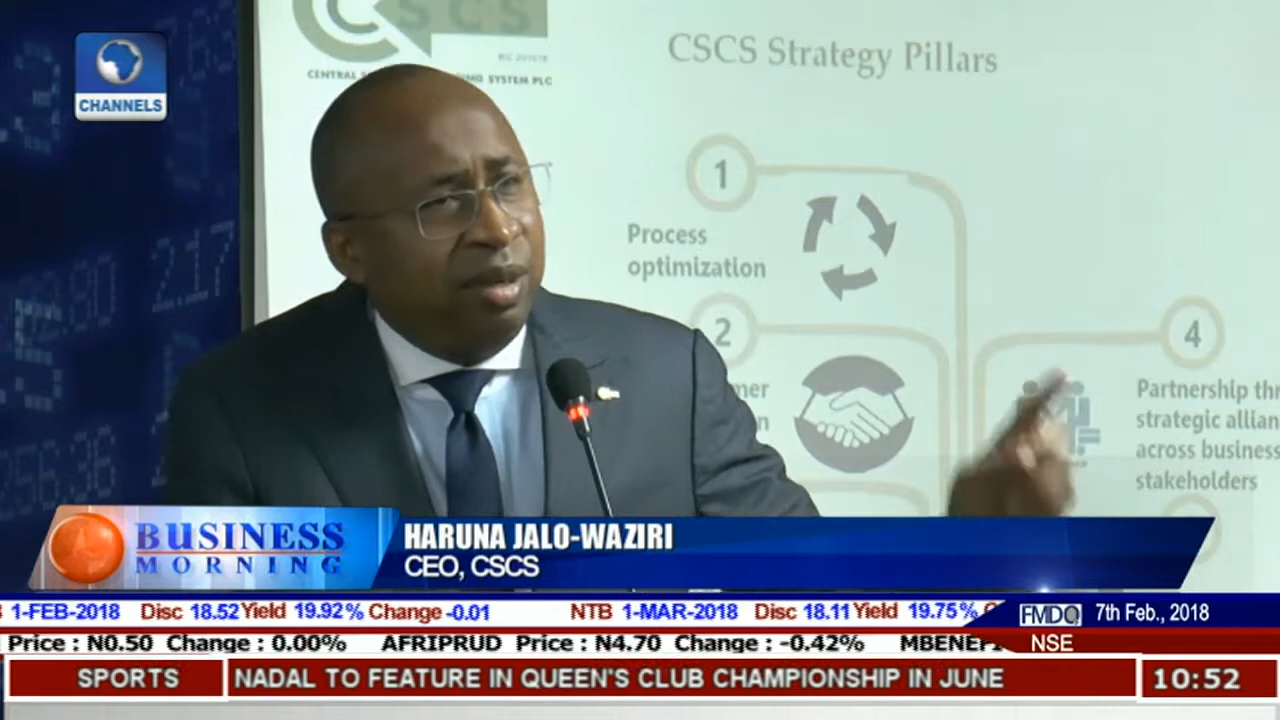 CSCS
CENTRAL
SYSTEM PLC
CSCS Strategy Pillars
CHANNELS
1
Process
optimization
2
4
Partnership
strategic
across business
stakeholders
217
BUSINESS
MORNING
HARUNA JALO-WAZIRI
CEO, CSCS
1-FEB-2018 Disc 18.52 Yield 19.92% Change -0.01 NTB 1-MAR-2018 Disc 18.11 Yield 19.75%
FMDQ 7th Feb., 2018
Price : N0.50 Change : 0.00% AFRIPRUD Price : N4.70 Change : -0.42%
NSE
SPORTS NADAL TO FEATURE IN QUEEN'S CLUB CHAMPIONSHIP IN JUNE 10:52